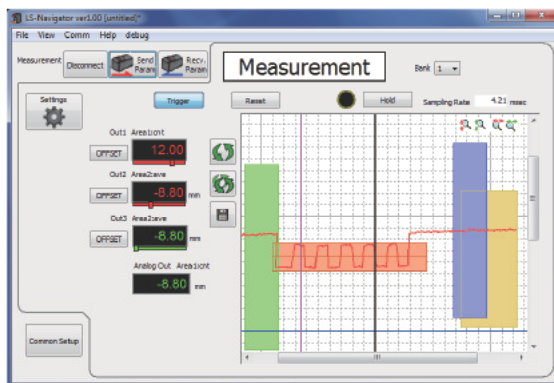 LS-Navigator ver1.00 [untitled]*
File View Comm Help debug
Measurement
Disconnect
Send Param
Recv. Param
Measurement
Bank 1
Settings
Trigger
Reset
Hold
Sampling Rate 4.21 msec
Out1 Area1:cnt
OFFSET 12.00
Out2 Area2:ave
OFFSET -8.80 mm
Out3 Area2:ave
OFFSET -8.80 mm
Analog Out Area1:cnt
-8.80 mm
Common Setup